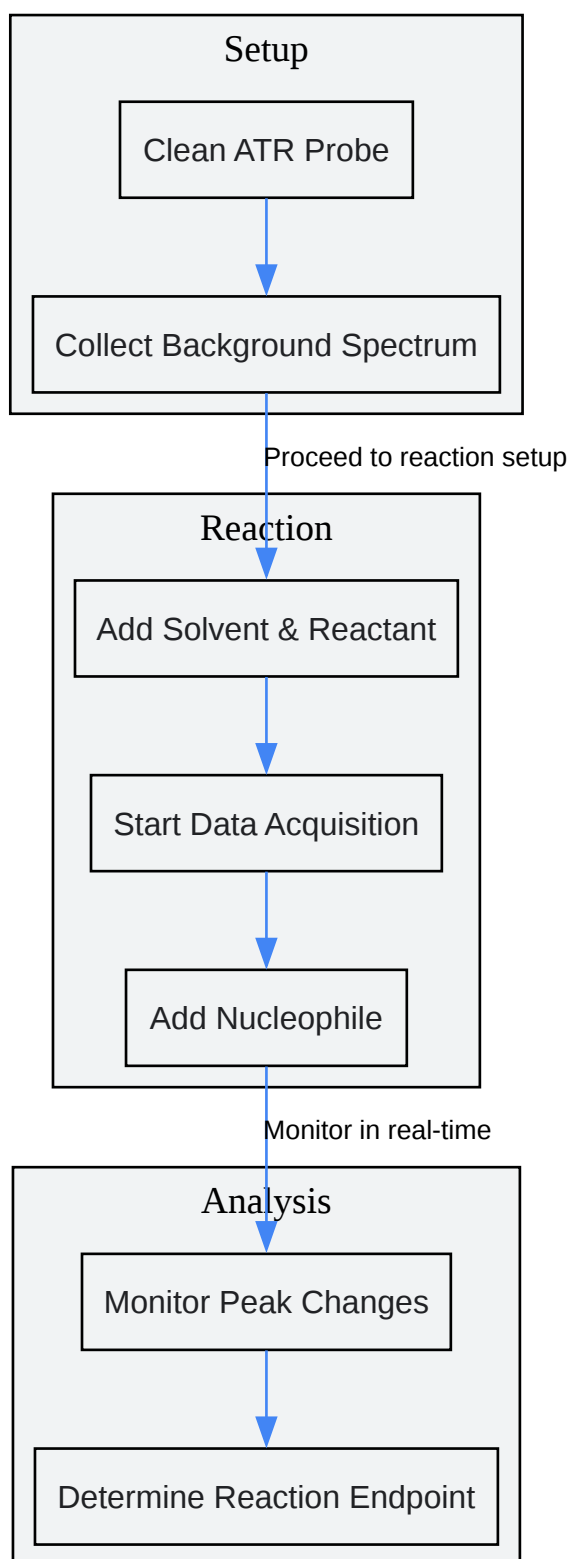 Setup
Clean ATR Probe
Collect Background Spectrum
Proceed to reaction setup
Reaction
Add Solvent & Reactant
Start Data Acquisition
Add Nucleophile
Monitor in real-time
Analysis
Monitor Peak Changes
Determine Reaction Endpoint